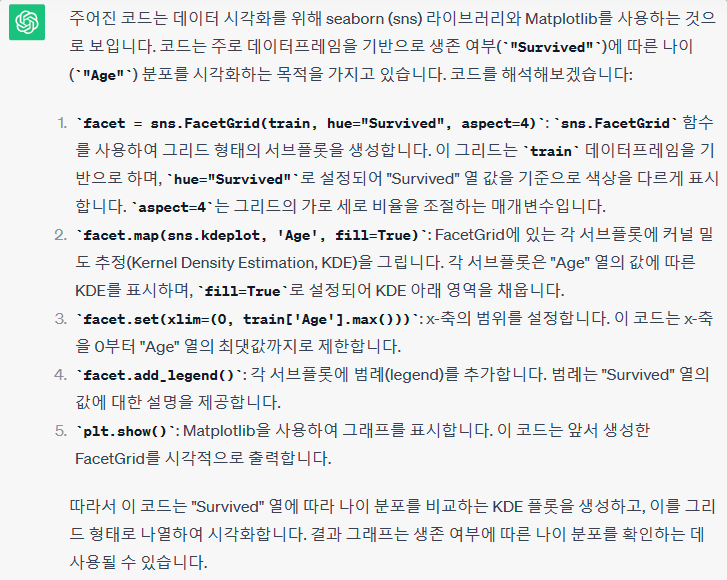 주어진 코드는 데이터 시각화를 위해 seaborn (sns) 라이브러리와 Matplotlib를 사용하는 것으
로 보입니다. 코드는 주로 데이터프레임을 기반으로 생존 여부(`"Survived"`)에 따른 나이
(`"Age"`) 분포를 시각화하는 목적을 가지고 있습니다. 코드를 해석해보겠습니다:
1. `facet = sns.FacetGrid(train, hue="Survived", aspect=4)`: `sns.FacetGrid` 함수
를 사용하여 그리드 형태의 서브플롯을 생성합니다. 이 그리드는 `train` 데이터프레임을 기
반으로 하며, `hue="Survived"`로 설정되어 "Survived" 열 값을 기준으로 색상을 다르게 표시
합니다. `aspect=4`는 그리드의 가로 세로 비율을 조절하는 매개변수입니다.
2. `facet.map(sns.kdeplot, 'Age', fill=True)`: FacetGrid에 있는 각 서브플롯에 커널 밀
도 추정(Kernel Density Estimation, KDE)을 그립니다. 각 서브플롯은 "Age" 열의 값에 따른
KDE를 표시하며, `fill=True`로 설정되어 KDE 아래 영역을 채웁니다.
3. `facet.set(xlim=(0, train['Age'].max()))`: x-축의 범위를 설정합니다. 이 코드는 x-축
을 0부터 "Age" 열의 최댓값까지로 제한합니다.
4. `facet.add_legend()`: 각 서브플롯에 범례(legend)를 추가합니다. 범례는 "Survived" 열의
값에 대한 설명을 제공합니다.
5. `plt.show()`: Matplotlib을 사용하여 그래프를 표시합니다. 이 코드는 앞서 생성한
FacetGrid를 시각적으로 출력합니다.
따라서 이 코드는 "Survived" 열에 따라 나이 분포를 비교하는 KDE 플롯을 생성하고, 이를 그리
드 형태로 나열하여 시각화합니다. 결과 그래프는 생존 여부에 따른 나이 분포를 확인하는 데
사용될 수 있습니다.